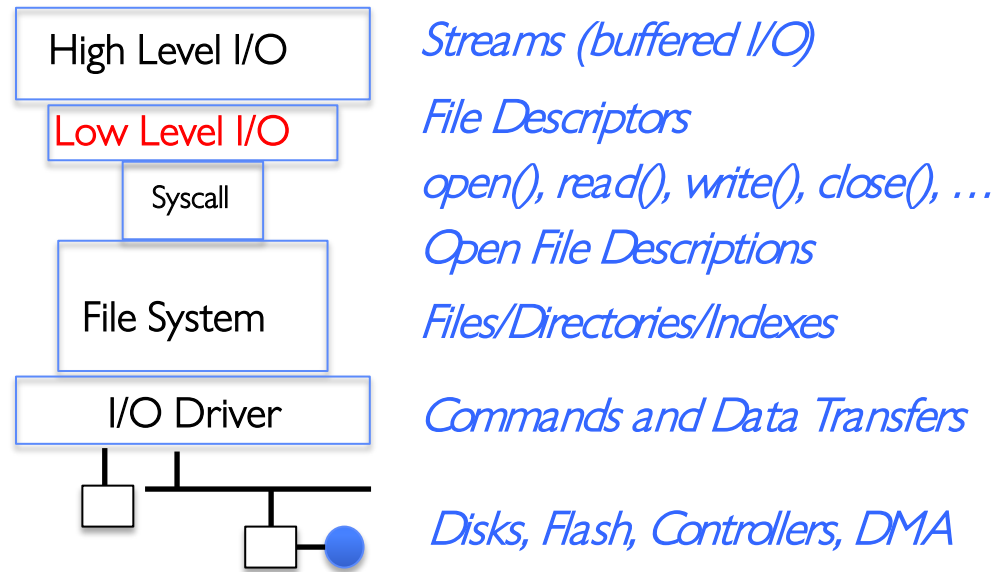 High Level I/O
Streams (buffered I/O)
Low Level I/O
File Descriptors
Syscall
open(), read(), write(), close(), …
Open File Descriptions
File System
Files/Directories/Indexes
I/O Driver
Commands and Data Transfers
Disks, Flash, Controllers, DMA